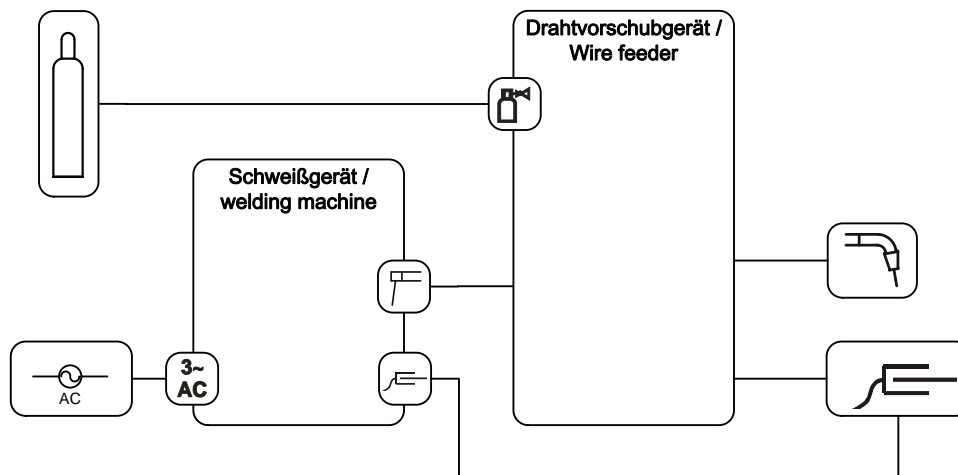 Drahtvorschubgerät /
Wire feeder
Schweißgerät /
welding machine
3~
AC
AC